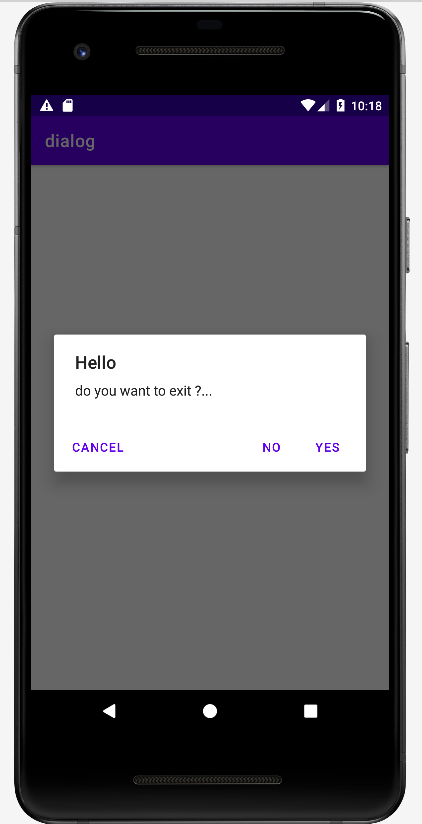 10:18
dialog
Hello
do you want to exit ?...
CANCEL NO YES